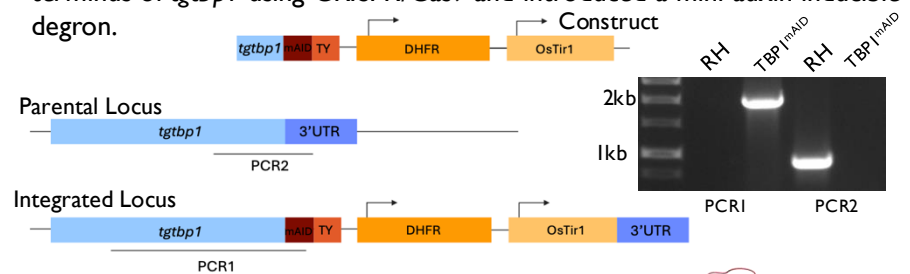 degron.
Construct
tgtbp1 mAID TY DHFR OsTir1
Parental Locus
tgtbp1 3'UTR
PCR2
Integrated Locus
tgtbp1 mAID TY DHFR OsTir1 3'UTR
PCR1
RH TBP1mAID RH TBP1mAID
2kb
1kb
PCR1 PCR2